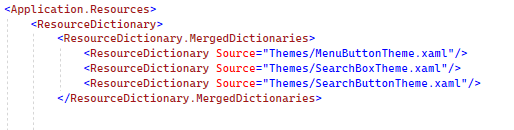 <Application.Resources>
<ResourceDictionary>
<ResourceDictionary.MergedDictionaries>
<ResourceDictionary Source="Themes/MenuButtonTheme.xaml"/>
<ResourceDictionary Source="Themes/SearchBoxTheme.xaml"/>
<ResourceDictionary Source="Themes/SearchButtonTheme.xaml"/>
</ResourceDictionary.MergedDictionaries>